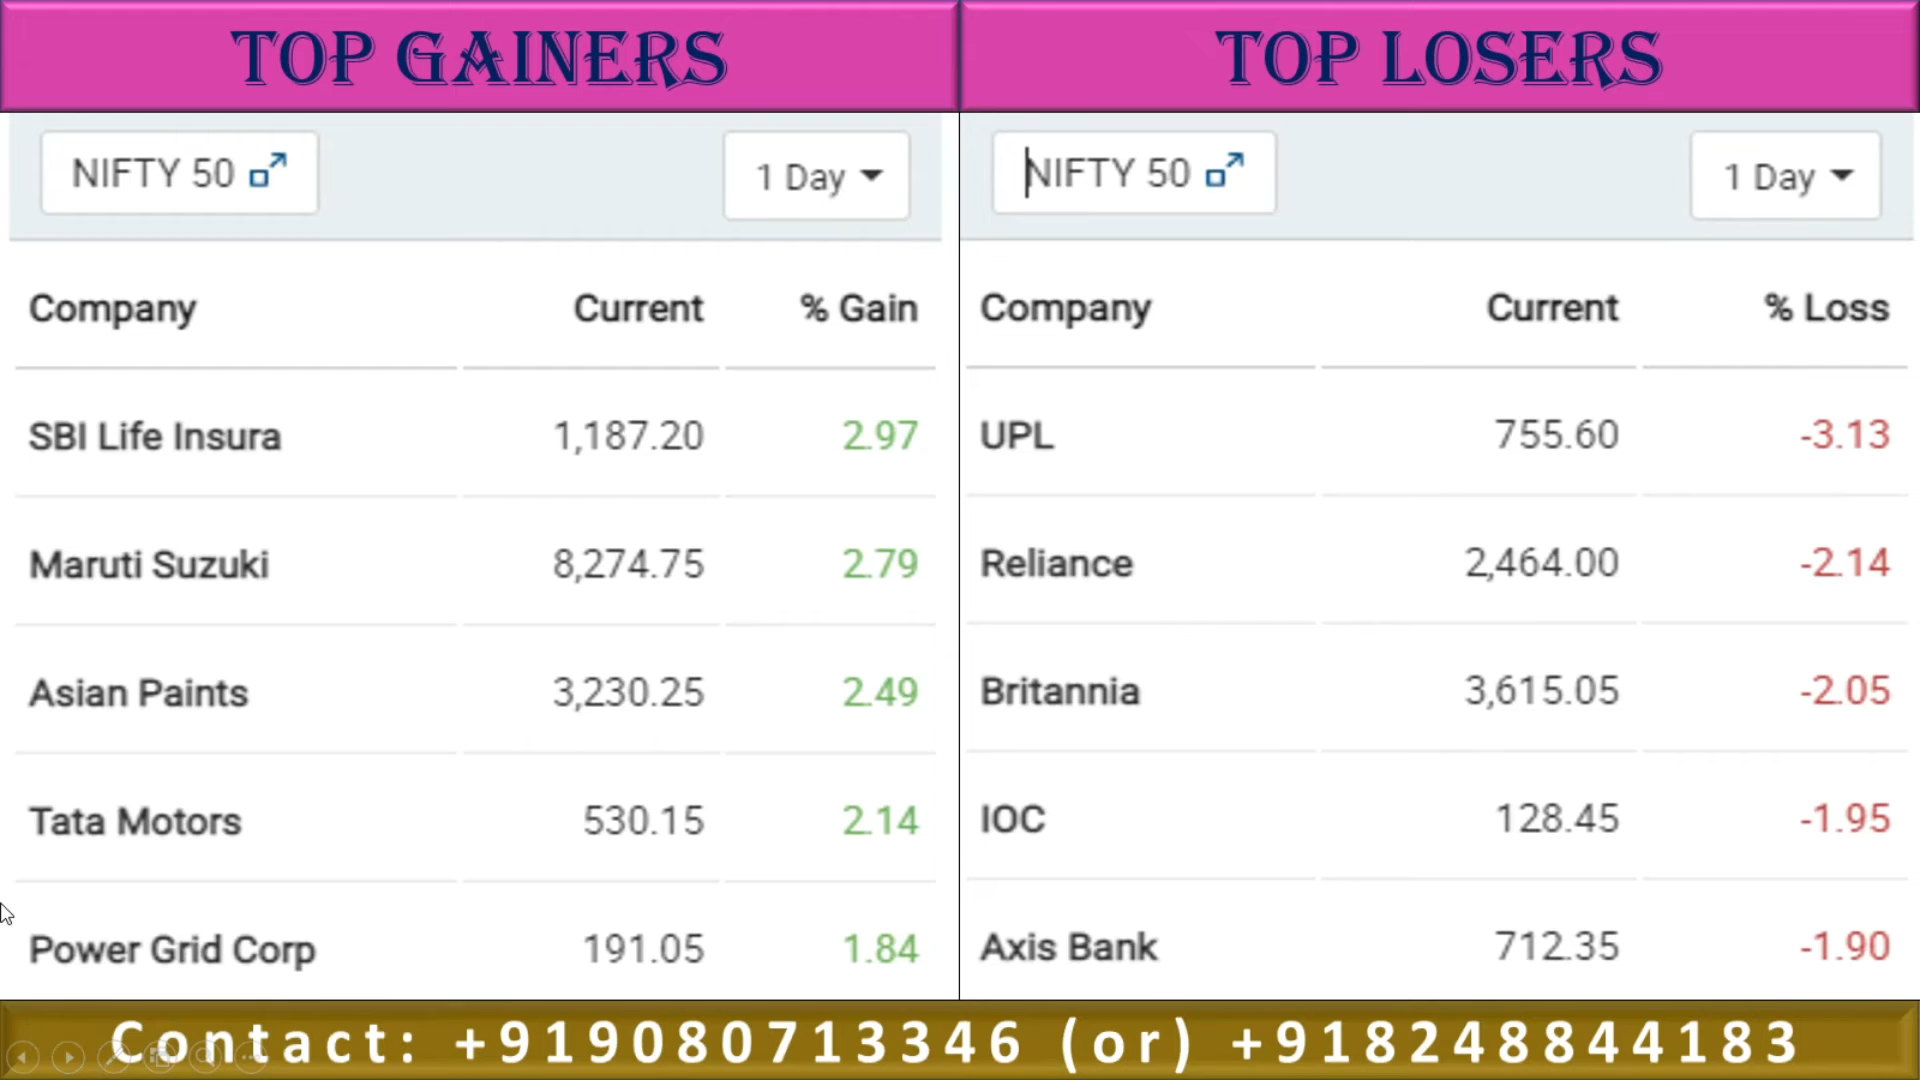 TOP GAINERS
NIFTY 50
1 Day
Company Current % Gain
SBI Life Insura 1,187.20 2.97
Maruti Suzuki 8,274.75 2.79
Asian Paints 3,230.25 2.49
Tata Motors 530.15 2.14
Power Grid Corp 191.05 1.84
TOP LOSERS
NIFTY 50
1 Day
Company Current % Loss
UPL 755.60 -3.13
Reliance 2,464.00 -2.14
Britannia 3,615.05 -2.05
IOC 128.45 -1.95
Axis Bank 712.35 -1.90
Contact: +919080713346 (or) +918248844183